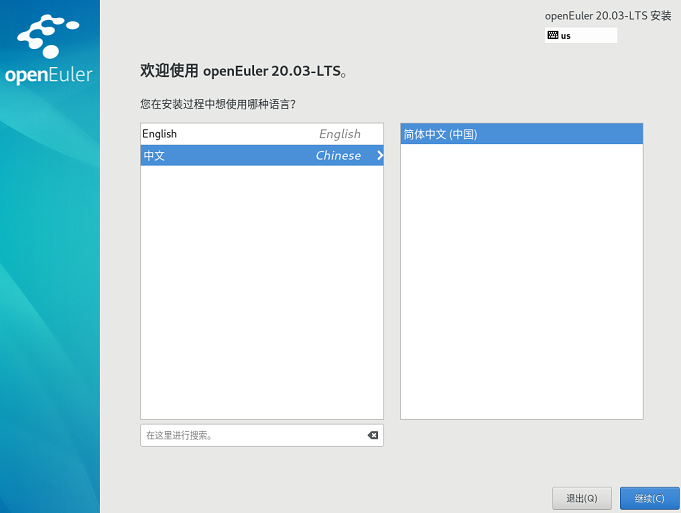 openEuler
openEuler 20.03-LTS 安装
us
欢迎使用 openEuler 20.03-LTS。
您在安装过程中想使用哪种语言？
English English
中文 Chinese
简体中文 (中国)
在这里进行搜索。
退出(Q)
继续(C)